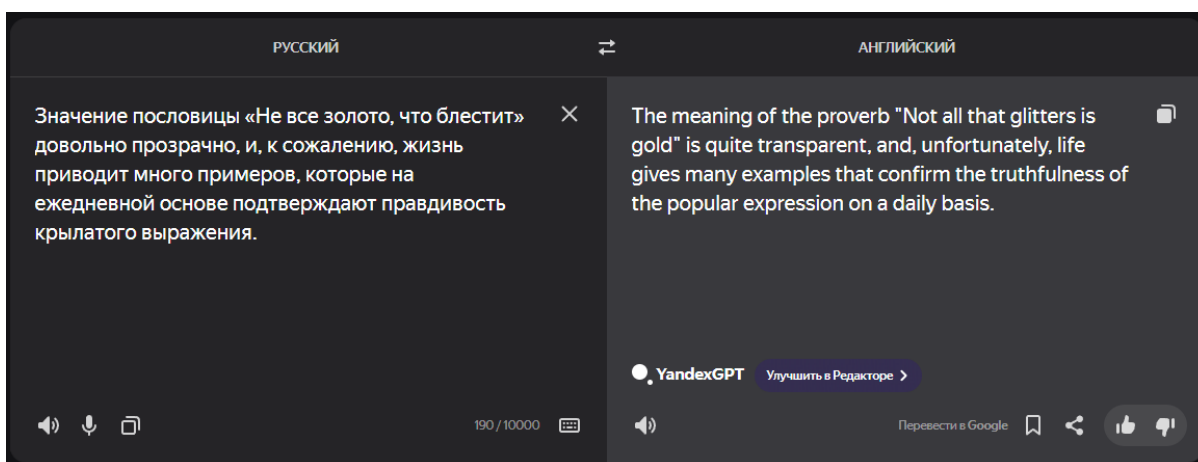 РУССКИЙ
АНГЛИЙСКИЙ
Значение пословицы «Не все золото, что блестит»
довольно прозрачно, и, к сожалению, жизнь
приводит много примеров, которые на
ежедневной основе подтверждают правдивость
крылатого выражения.
The meaning of the proverb "Not all that glitters is
gold" is quite transparent, and, unfortunately, life
gives many examples that confirm the truthfulness of
the popular expression on a daily basis.
YandexGPT Улучшить в Редакторе
190 / 10000
Перевести в Google